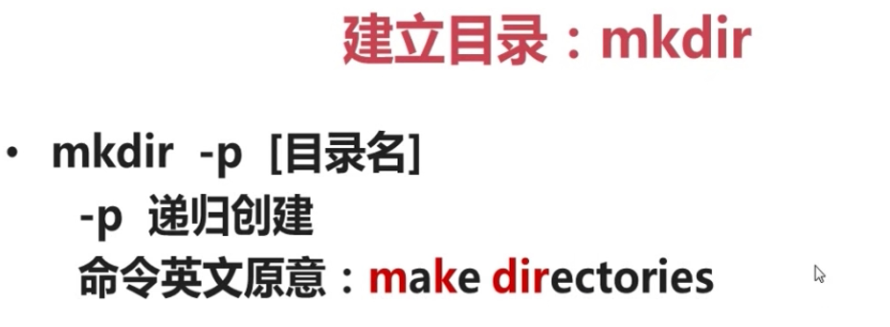 建立目录：mkdir
• mkdir -p [目录名]
-p 递归创建
命令英文原意：make directories